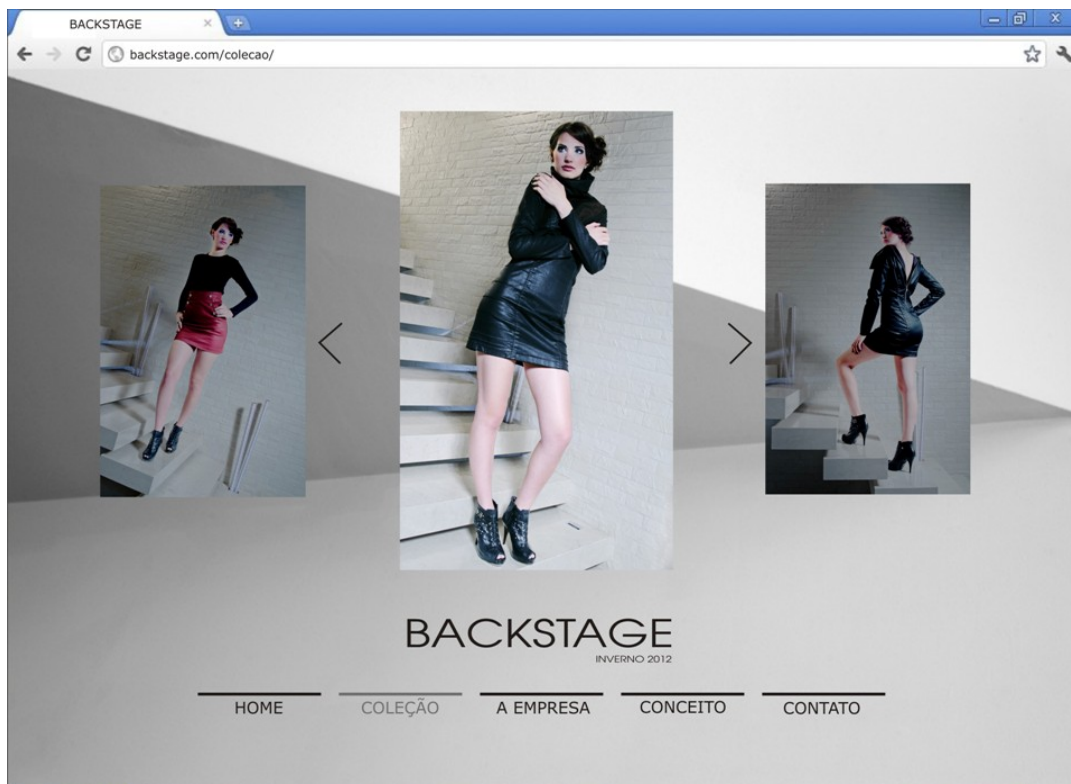 BACKSTAGE
backstage.com/colecao/
BACKSTAGE
INVERNO 2012
HOME COLEÇÃO A EMPRESA CONCEITO CONTATO